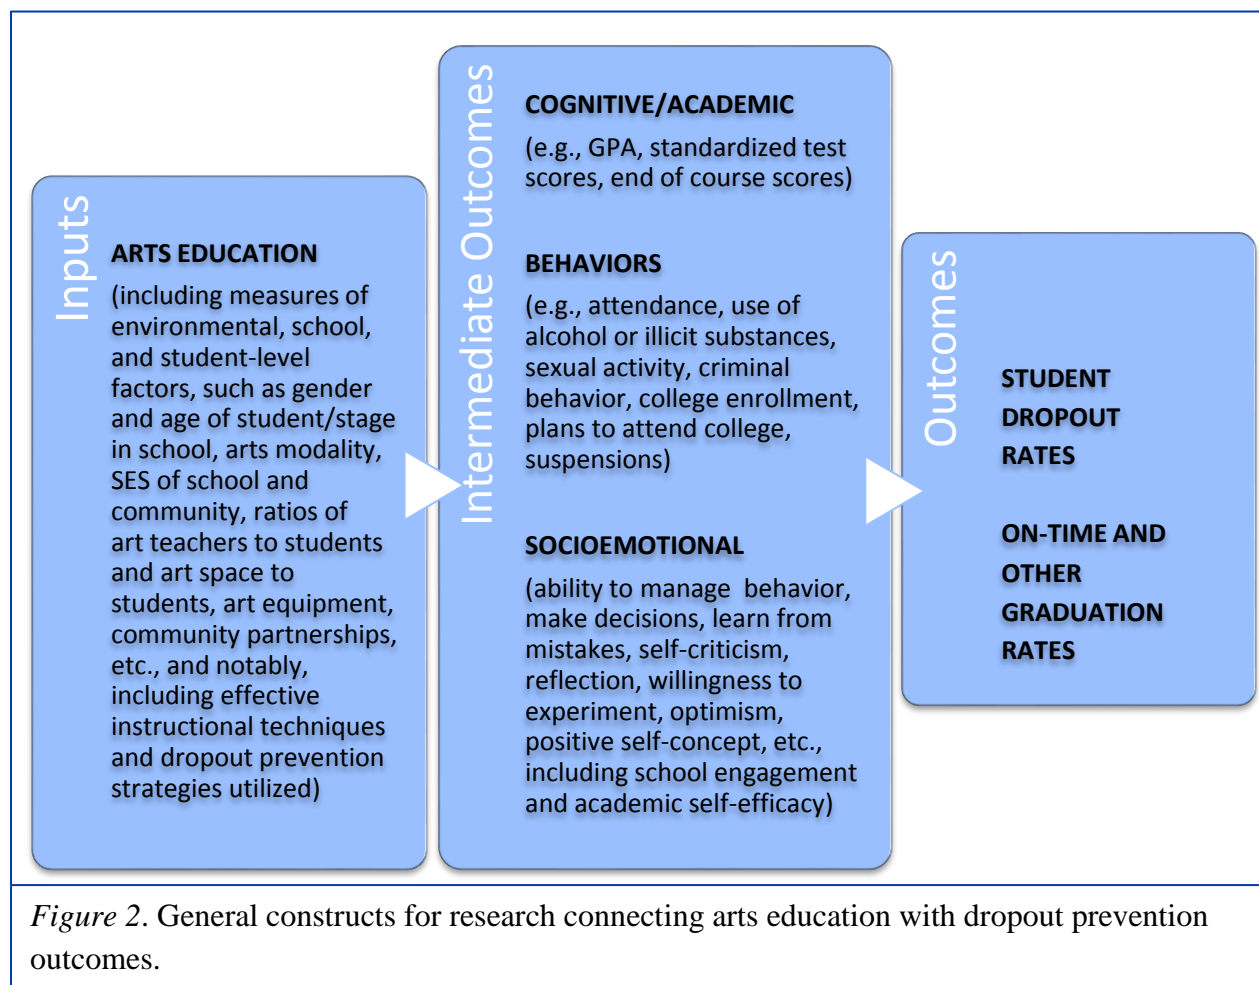 Inputs
ARTS EDUCATION
(including measures of
environmental, school,
and student-level
factors, such as gender
and age of student/stage
in school, arts modality,
SES of school and
community, ratios of
art teachers to students
and art space to
students, art equipment,
community partnerships,
etc., and notably,
including effective
instructional techniques
and dropout prevention
strategies utilized)
Intermediate Outcomes
COGNITIVE/ACADEMIC
(e.g., GPA, standardized test
scores, end of course scores)
BEHAVIORS
(e.g., attendance, use of
alcohol or illicit substances,
sexual activity, criminal
behavior, college enrollment,
plans to attend college,
suspensions)
SOCIOEMOTIONAL
(ability to manage  behavior,
make decisions, learn from
mistakes, self-criticism,
reflection, willingness to
experiment, optimism,
positive self-concept, etc.,
including school engagement
and academic self-efficacy)
Outcomes
STUDENT
DROPOUT
RATES
ON-TIME AND
OTHER
GRADUATION
RATES
Figure 2. General constructs for research connecting arts education with dropout prevention
outcomes.